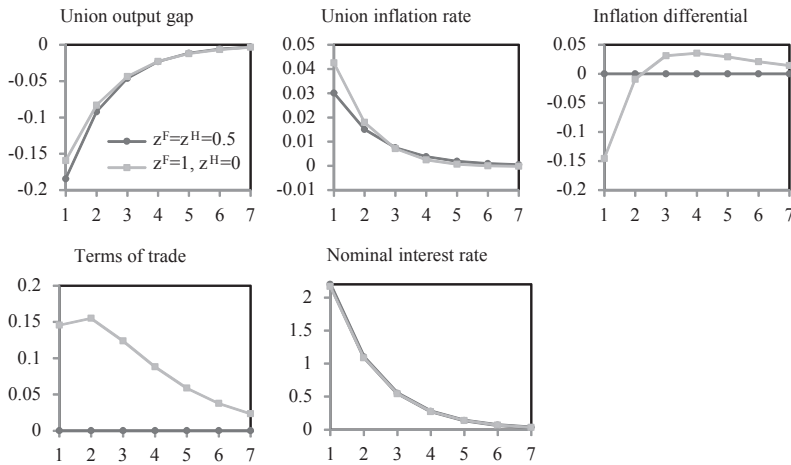 Union output gap
0
-0.05
-0.1
-0.15
-0.2
z^F=z^H=0.5
z^F=1, z^H=0
1 2 3 4 5 6 7
Union inflation rate
0.05
0.04
0.03
0.02
0.01
0
-0.01
1 2 3 4 5 6 7
Inflation differential
0.05
0
-0.05
-0.1
-0.15
-0.2
1 2 3 4 5 6 7
Terms of trade
0.2
0.15
0.1
0.05
0
1 2 3 4 5 6 7
Nominal interest rate
2
1.5
1
0.5
0
1 2 3 4 5 6 7